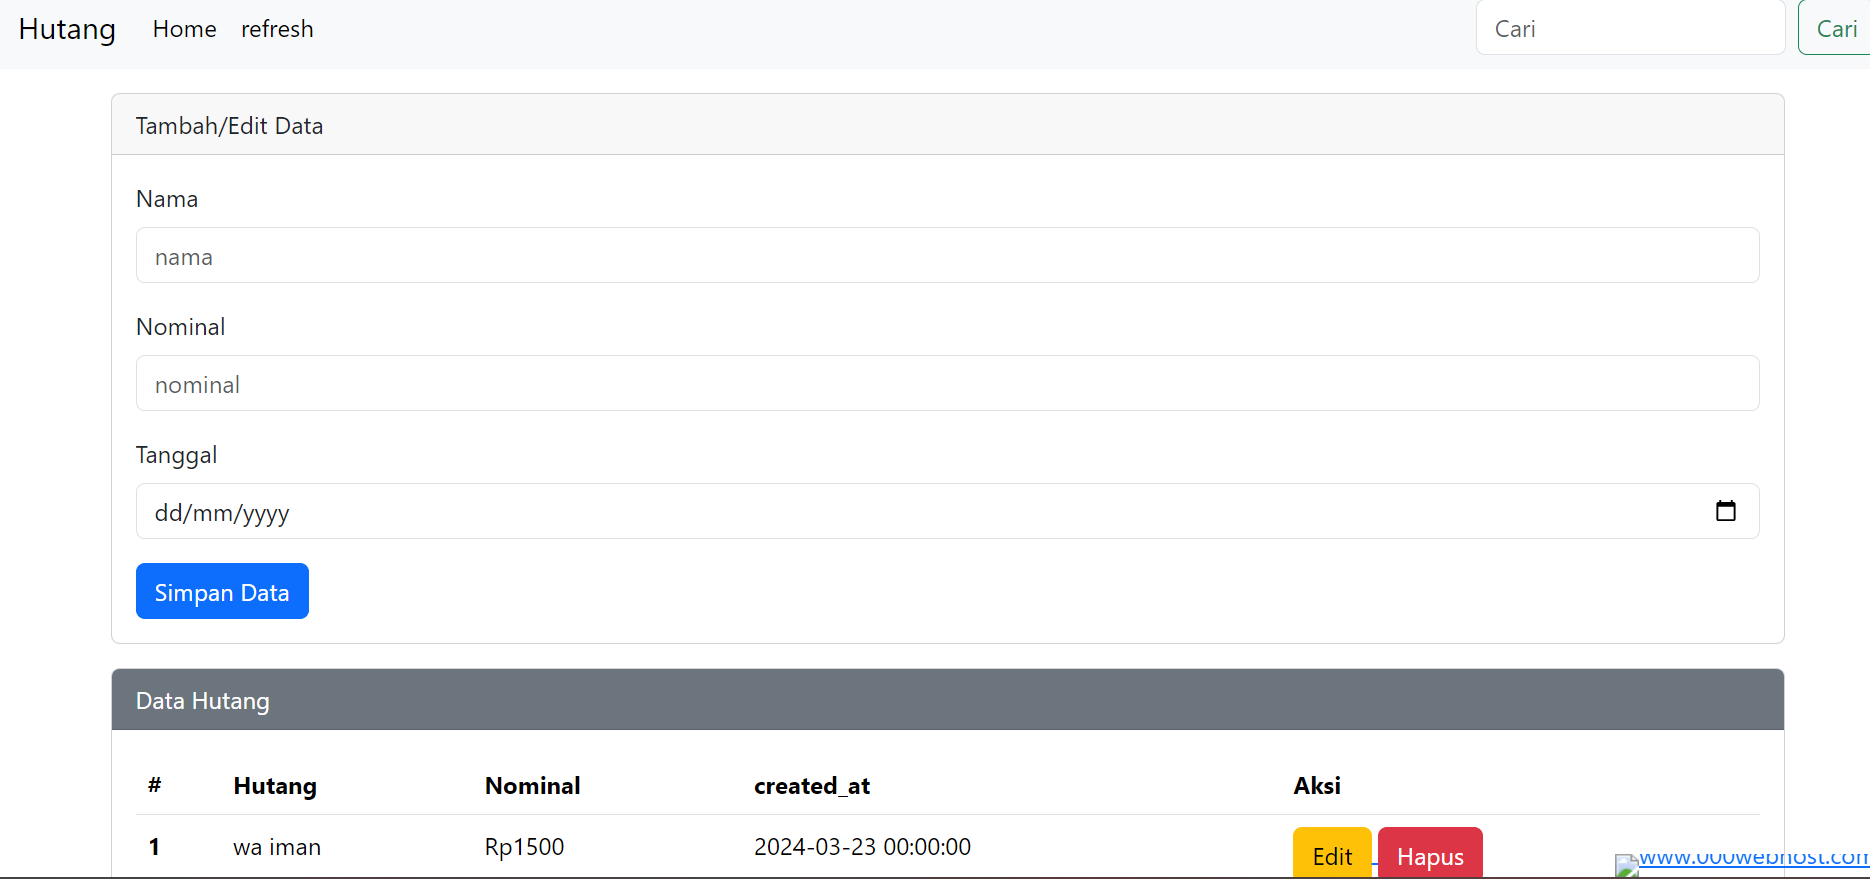 Hutang Home refresh Cari Cari
Tambah/Edit Data
Nama
nama
Nominal
nominal
Tanggal
dd/mm/yyyy
Simpan Data
Data Hutang
# Hutang Nominal created_at Aksi
1 wa iman Rp1500 2024-03-23 00:00:00 Edit Hapus
www.000webhost.com